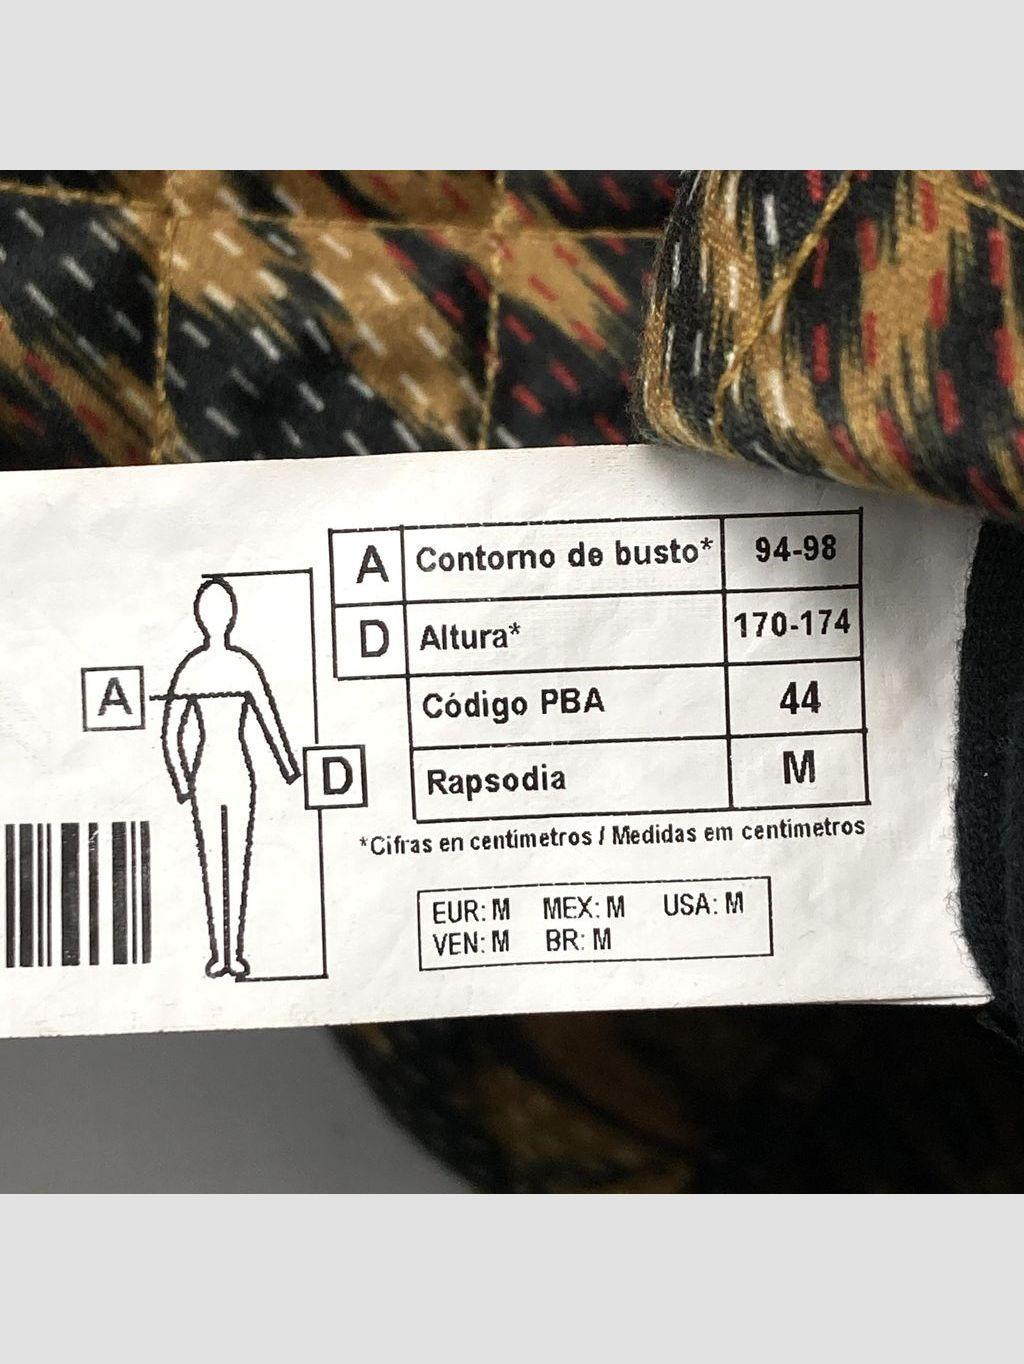 A Contorno de busto* 94-98
D Altura* 170-174
Código PBA 44
Rapsodia M
A
D
*Cifras en centimetros / Medidas em centimetros
EUR: M MEX: M USA: M
VEN: M BR: M